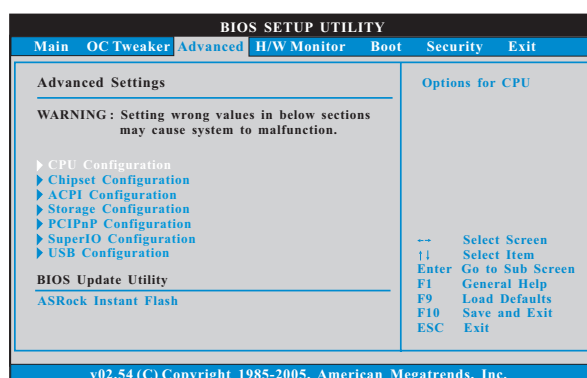 BIOS SETUP UTILITY
Main OC Tweaker Advanced H/W Monitor Boot Security Exit
Advanced Settings
WARNING : Setting wrong values in below sections
may cause system to malfunction.
CPU Configuration
Chipset Configuration
ACPI Configuration
Storage Configuration
PCIPnP Configuration
SuperIO Configuration
USB Configuration
BIOS Update Utility
ASRock Instant Flash
Options for CPU
←→ Select Screen
↑↓ Select Item
Enter Go to Sub Screen
F1 General Help
F9 Load Defaults
F10 Save and Exit
ESC Exit
v02.54 (C) Copyright 1985-2005, American Megatrends, Inc.